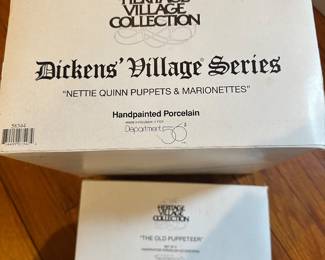 HERITAGE
VILLAGE
COLLECTION
Dickens' Village Series
"NETTIE QUINN PUPPETS & MARIONETTES"
Handpainted Porcelain
Department 56
HERITAGE
VILLAGE
COLLECTION
"THE OLD PUPPETEER"